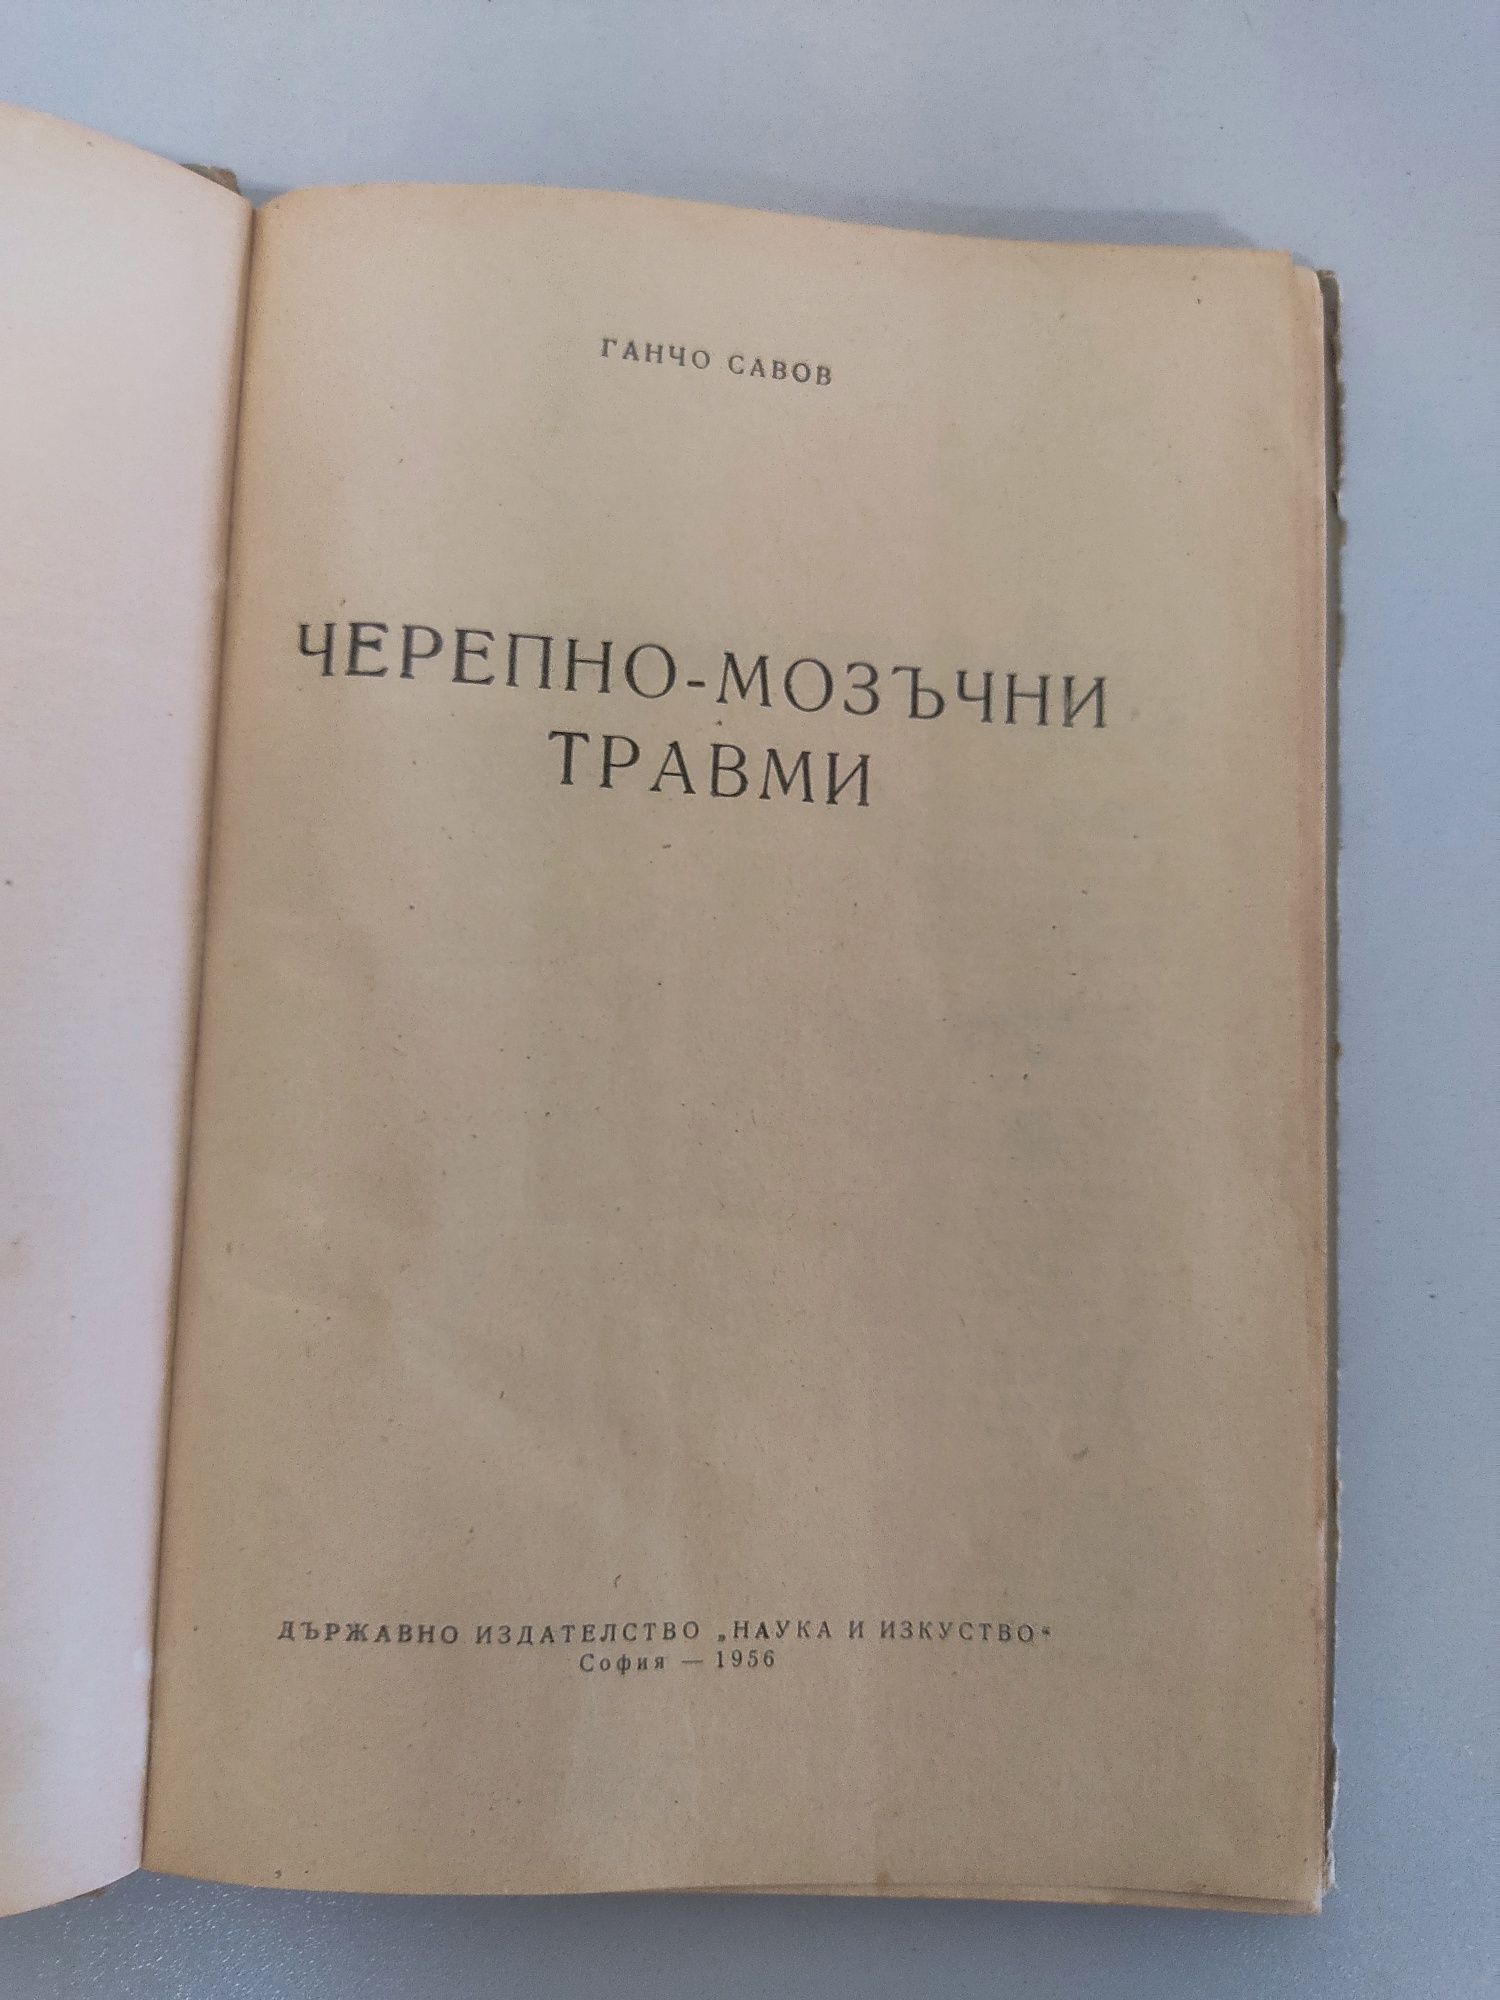 ГАНЧО САВОВ
ЧЕРЕПНО-МОЗЪЧНИ
ТРАВМИ
ДЪРЖАВНО ИЗДАТЕЛСТВО „НАУКА И ИЗКУСТВО“
София — 1956